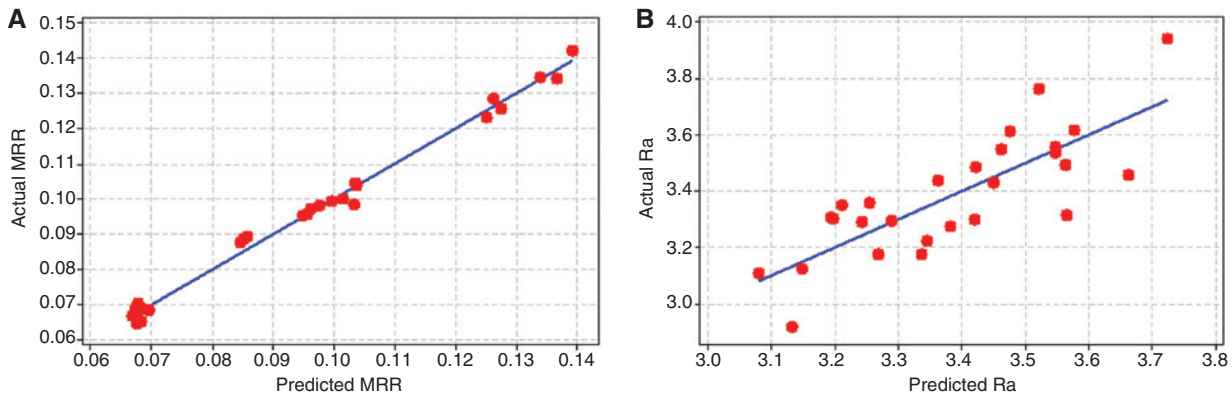 A
0.15
0.14
0.13
0.12
0.11
0.10
0.09
0.08
0.07
0.06
Actual MRR
0.06 0.07 0.08 0.09 0.10 0.11 0.12 0.13 0.14
Predicted MRR
B
4.0
3.8
3.6
3.4
3.2
3.0
Actual Ra
3.0 3.1 3.2 3.3 3.4 3.5 3.6 3.7 3.8
Predicted Ra